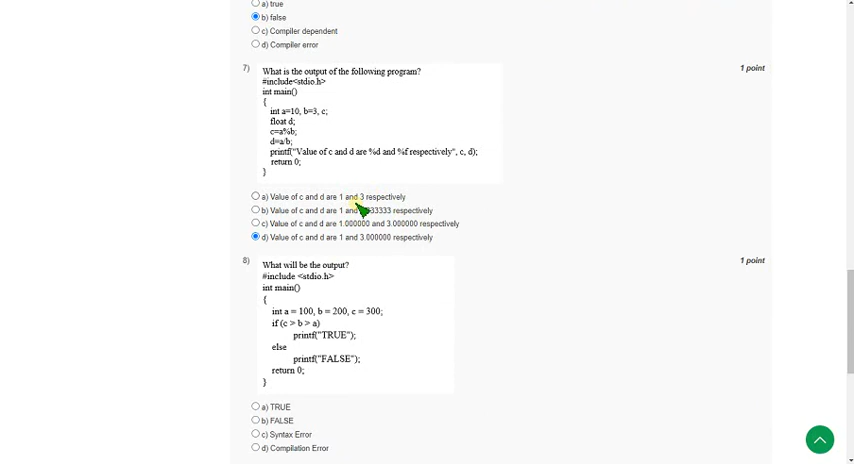 a) true
b) false
c) Compiler dependent
d) Compiler error
7)
1 point
What is the output of the following program?
#include<stdio.h>
int main()
{
int a=10, b=3, c;
float d;
c=a%b;
d=a/b;
printf("Value of c and d are %d and %f respectively", c, d);
return 0;
}
a) Value of c and d are 1 and 3 respectively
b) Value of c and d are 1 and 333333 respectively
c) Value of c and d are 1.000000 and 3.000000 respectively
d) Value of c and d are 1 and 3.000000 respectively
8)
1 point
What will be the output?
#include <stdio.h>
int main()
{
int a = 100, b = 200, c = 300;
if (c > b > a)
printf("TRUE");
else
printf("FALSE");
return 0;
}
a) TRUE
b) FALSE
c) Syntax Error
d) Compilation Error